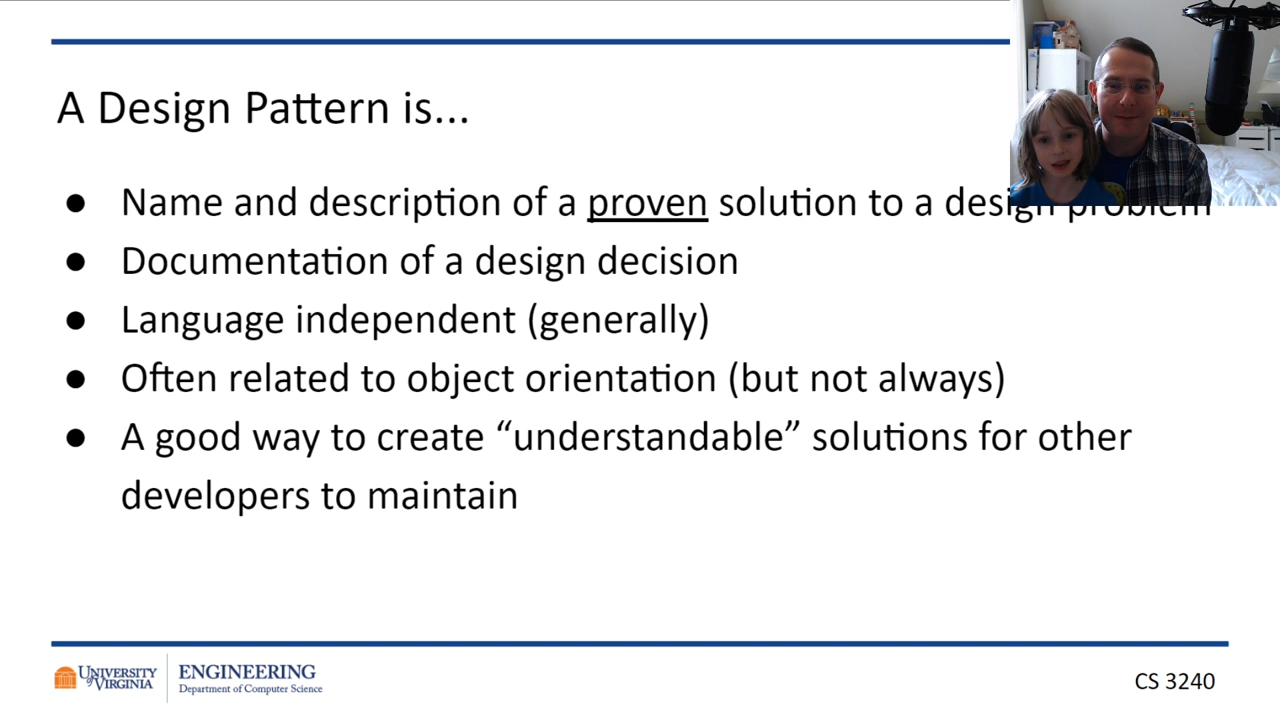 A Design Pattern is...
● Name and description of a proven solution to a design problem
● Documentation of a design decision
● Language independent (generally)
● Often related to object orientation (but not always)
● A good way to create “understandable” solutions for other
developers to maintain
UNIVERSITY of VIRGINIA
ENGINEERING
Department of Computer Science
CS 3240